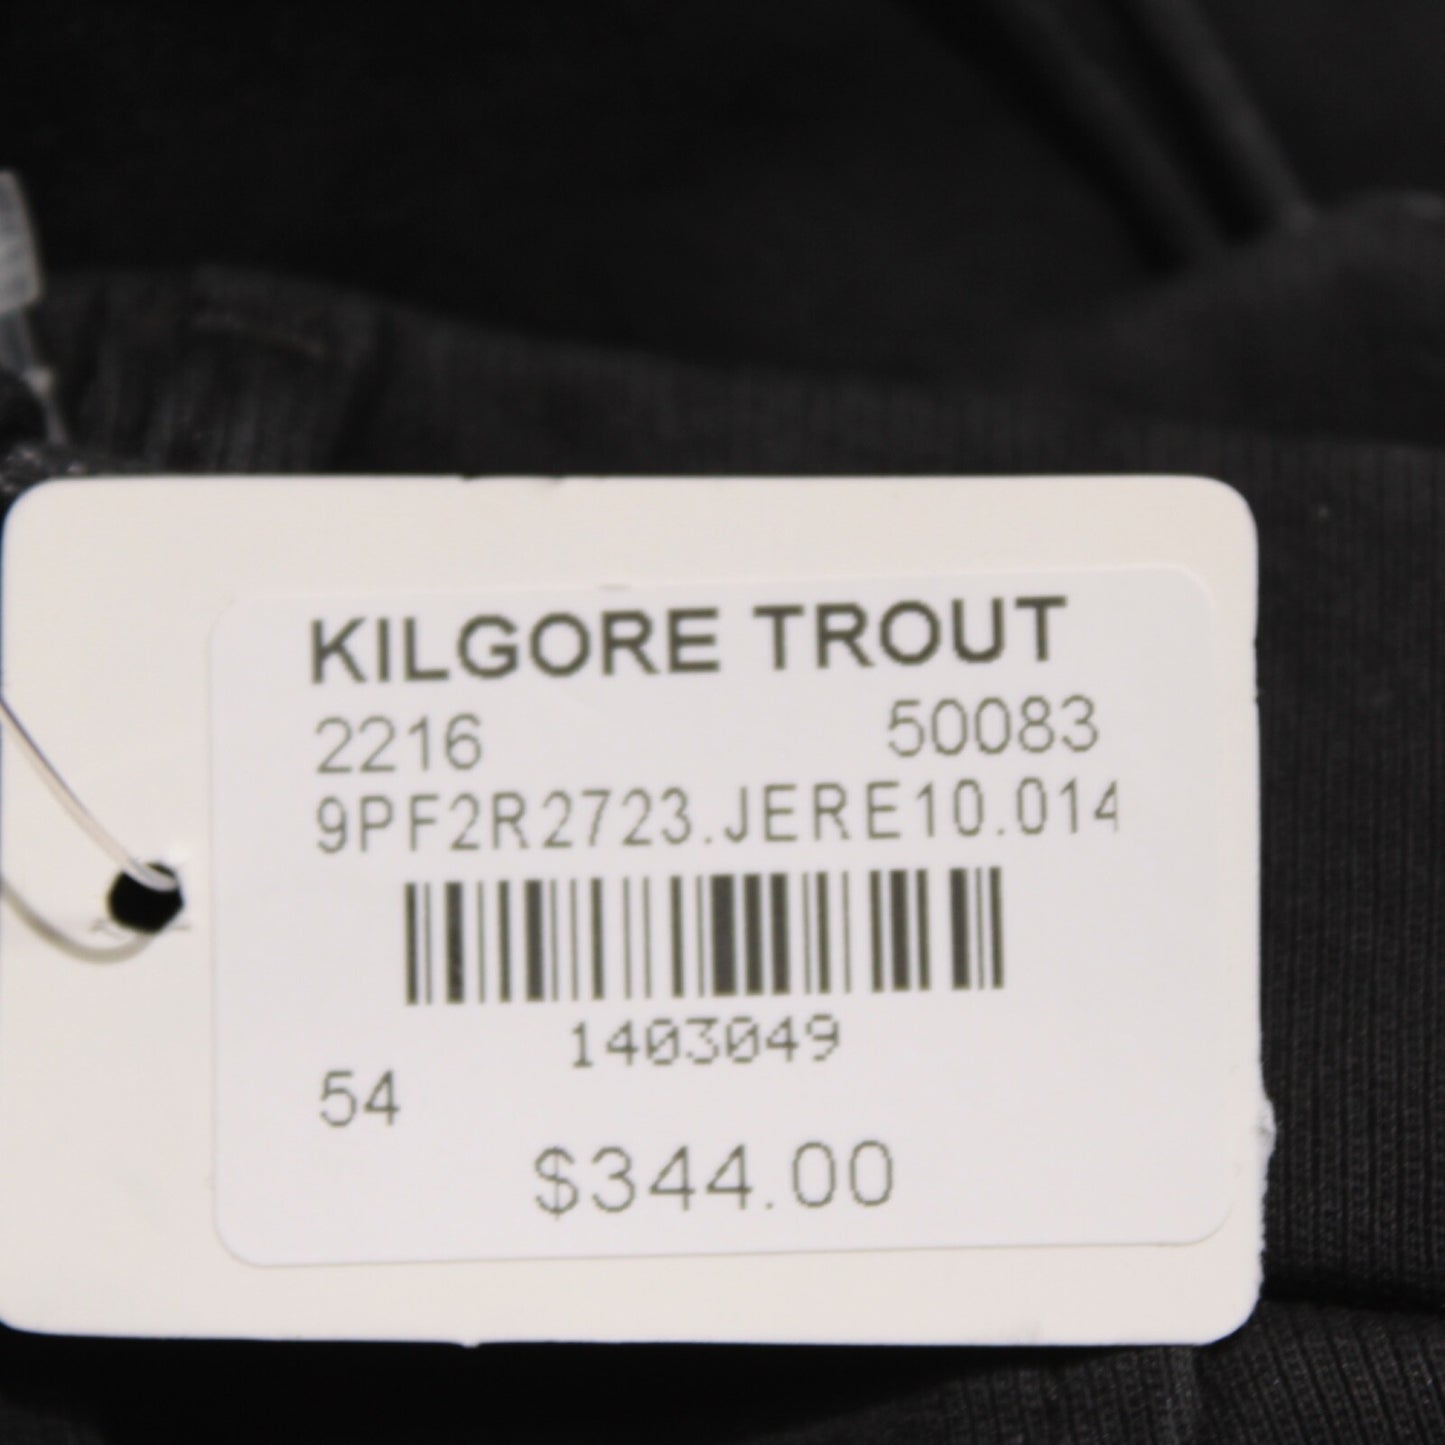 KILGORE TROUT
2216 50083
9PF2R2723.JERE10.014
1403049
54
$344.00